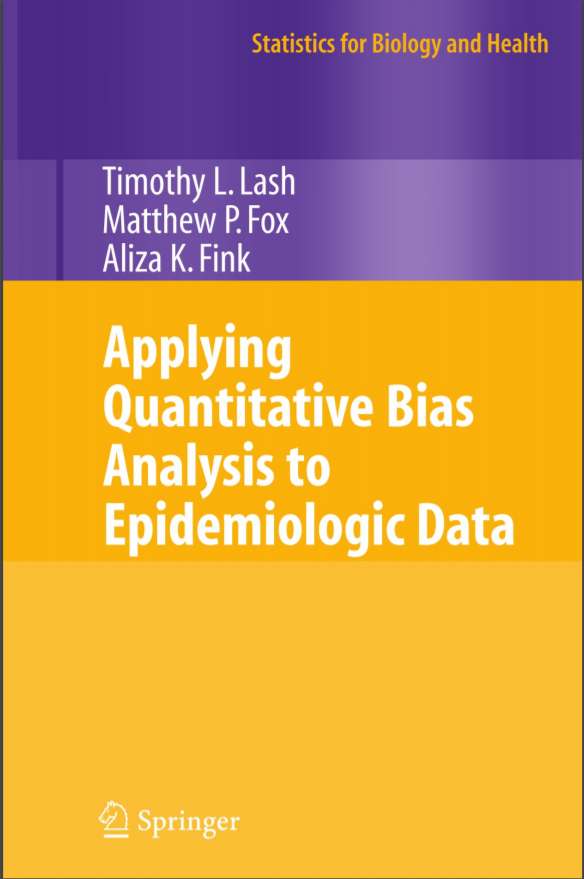 Statistics for Biology and Health
Timothy L. Lash
Matthew P. Fox
Aliza K. Fink
Applying
Quantitative Bias
Analysis to
Epidemiologic Data
Springer